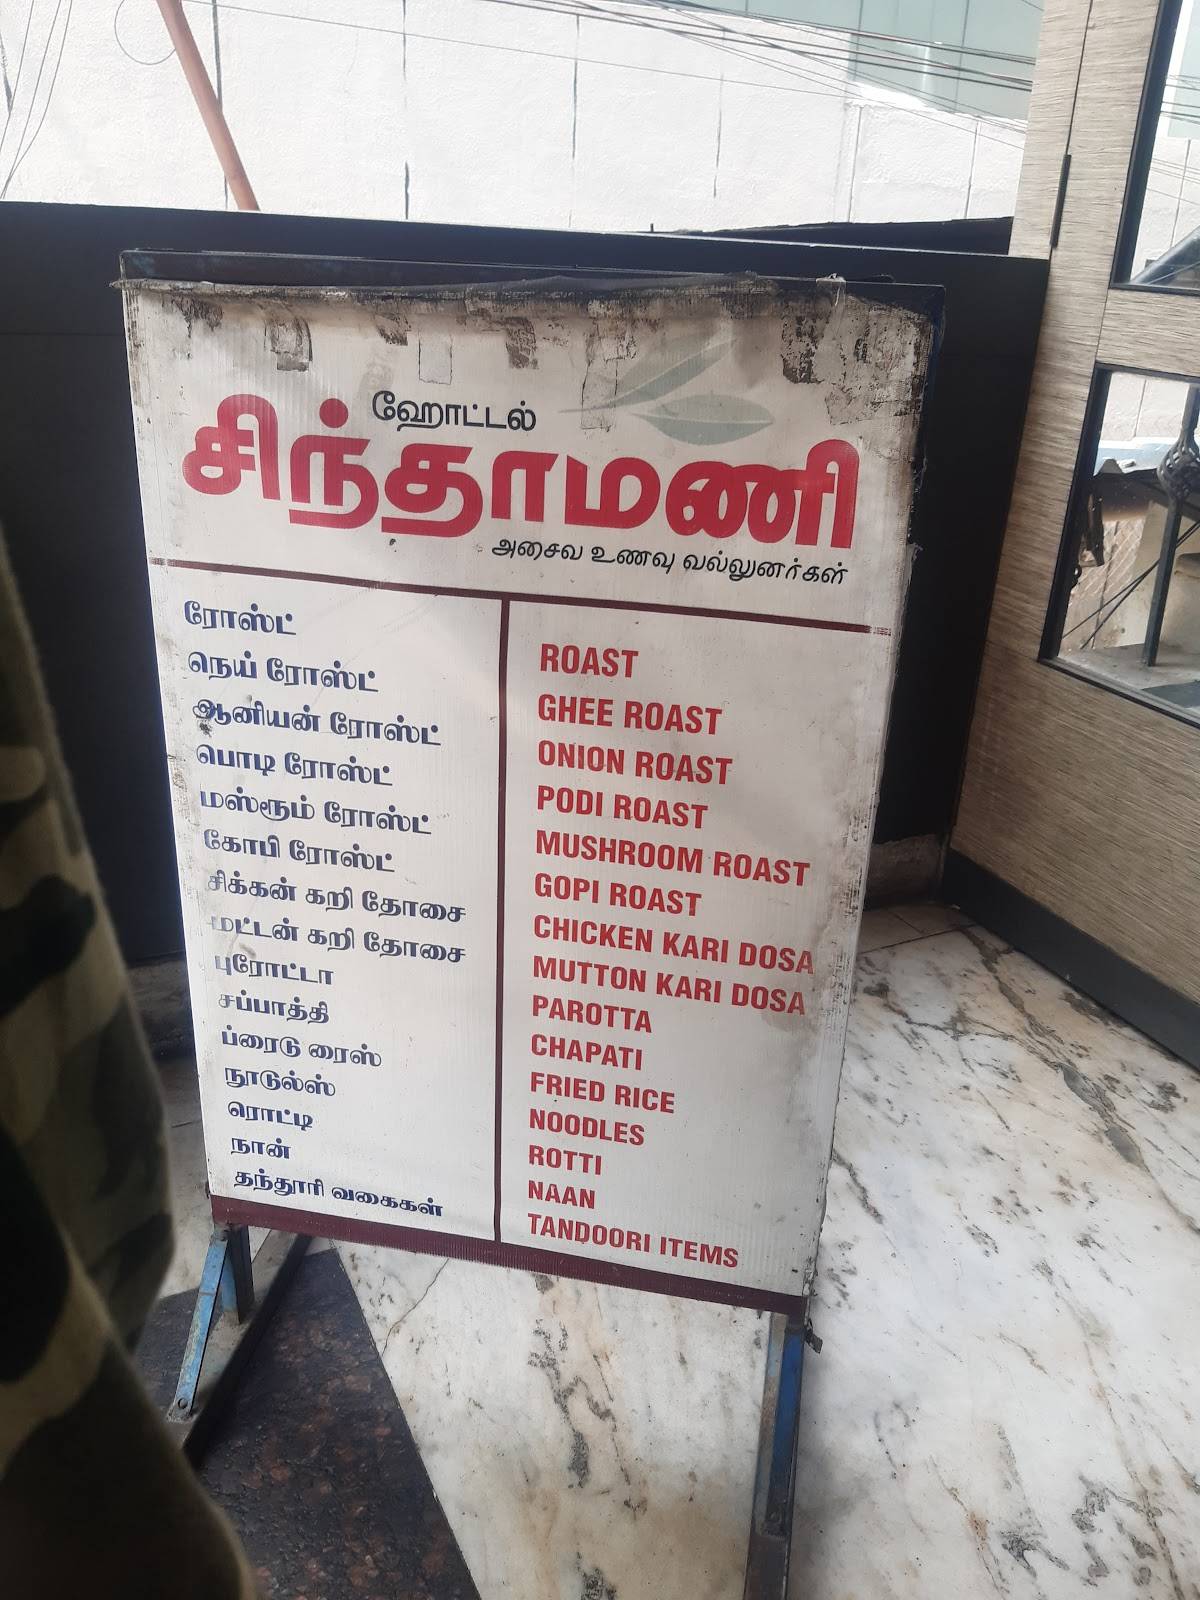 ஹோட்டல்
சிந்தாமணி
அசைவ உணவு வல்லுனர்கள்
ரோஸ்ட்
நெய் ரோஸ்ட்
ஆனியன் ரோஸ்ட்
பொடி ரோஸ்ட்
மஸ்ரூம் ரோஸ்ட்
கோபி ரோஸ்ட்
சிக்கன் கறி தோசை
மட்டன் கறி தோசை
புரோட்டா
சப்பாத்தி
ப்ரைடு ரைஸ்
நூடுல்ஸ்
ரொட்டி
நான்
தந்தூரி வகைகள்
ROAST
GHEE ROAST
ONION ROAST
PODI ROAST
MUSHROOM ROAST
GOPI ROAST
CHICKEN KARI DOSA
MUTTON KARI DOSA
PAROTTA
CHAPATI
FRIED RICE
NOODLES
ROTTI
NAAN
TANDOORI ITEMS